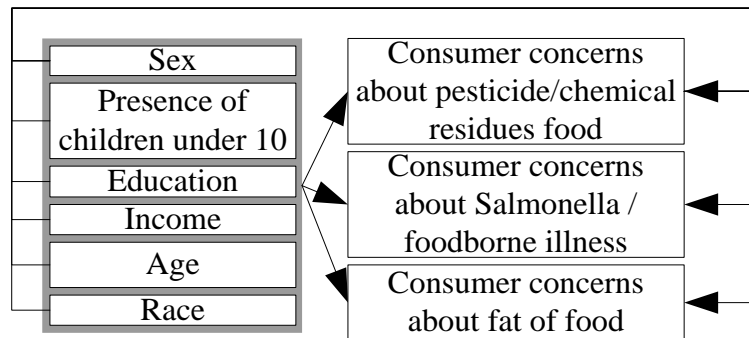 Sex
Presence of
children under 10
Education
Income
Age
Race
Consumer concerns
about pesticide/chemical
residues food
Consumer concerns
about Salmonella /
foodborne illness
Consumer concerns
about fat of food